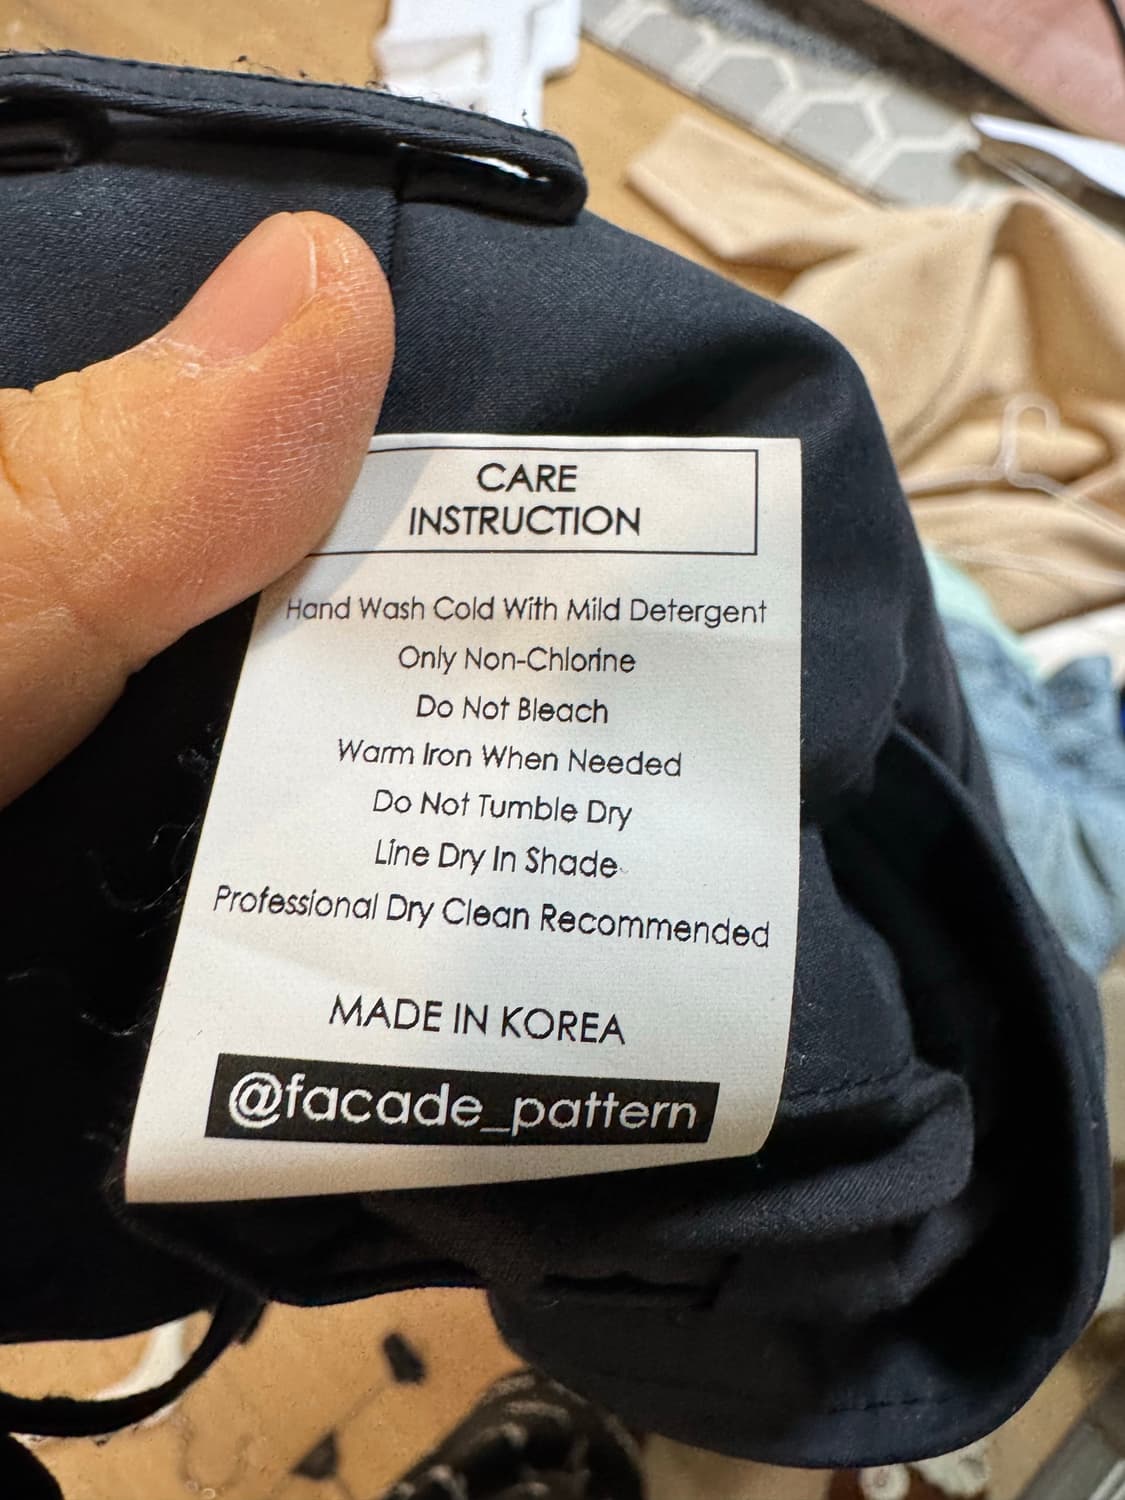 CARE
INSTRUCTION
Hand Wash Cold With Mild Detergent
Only Non-Chlorine
Do Not Bleach
Warm Iron When Needed
Do Not Tumble Dry
Line Dry In Shade
Professional Dry Clean Recommended
MADE IN KOREA
@facade_pattern